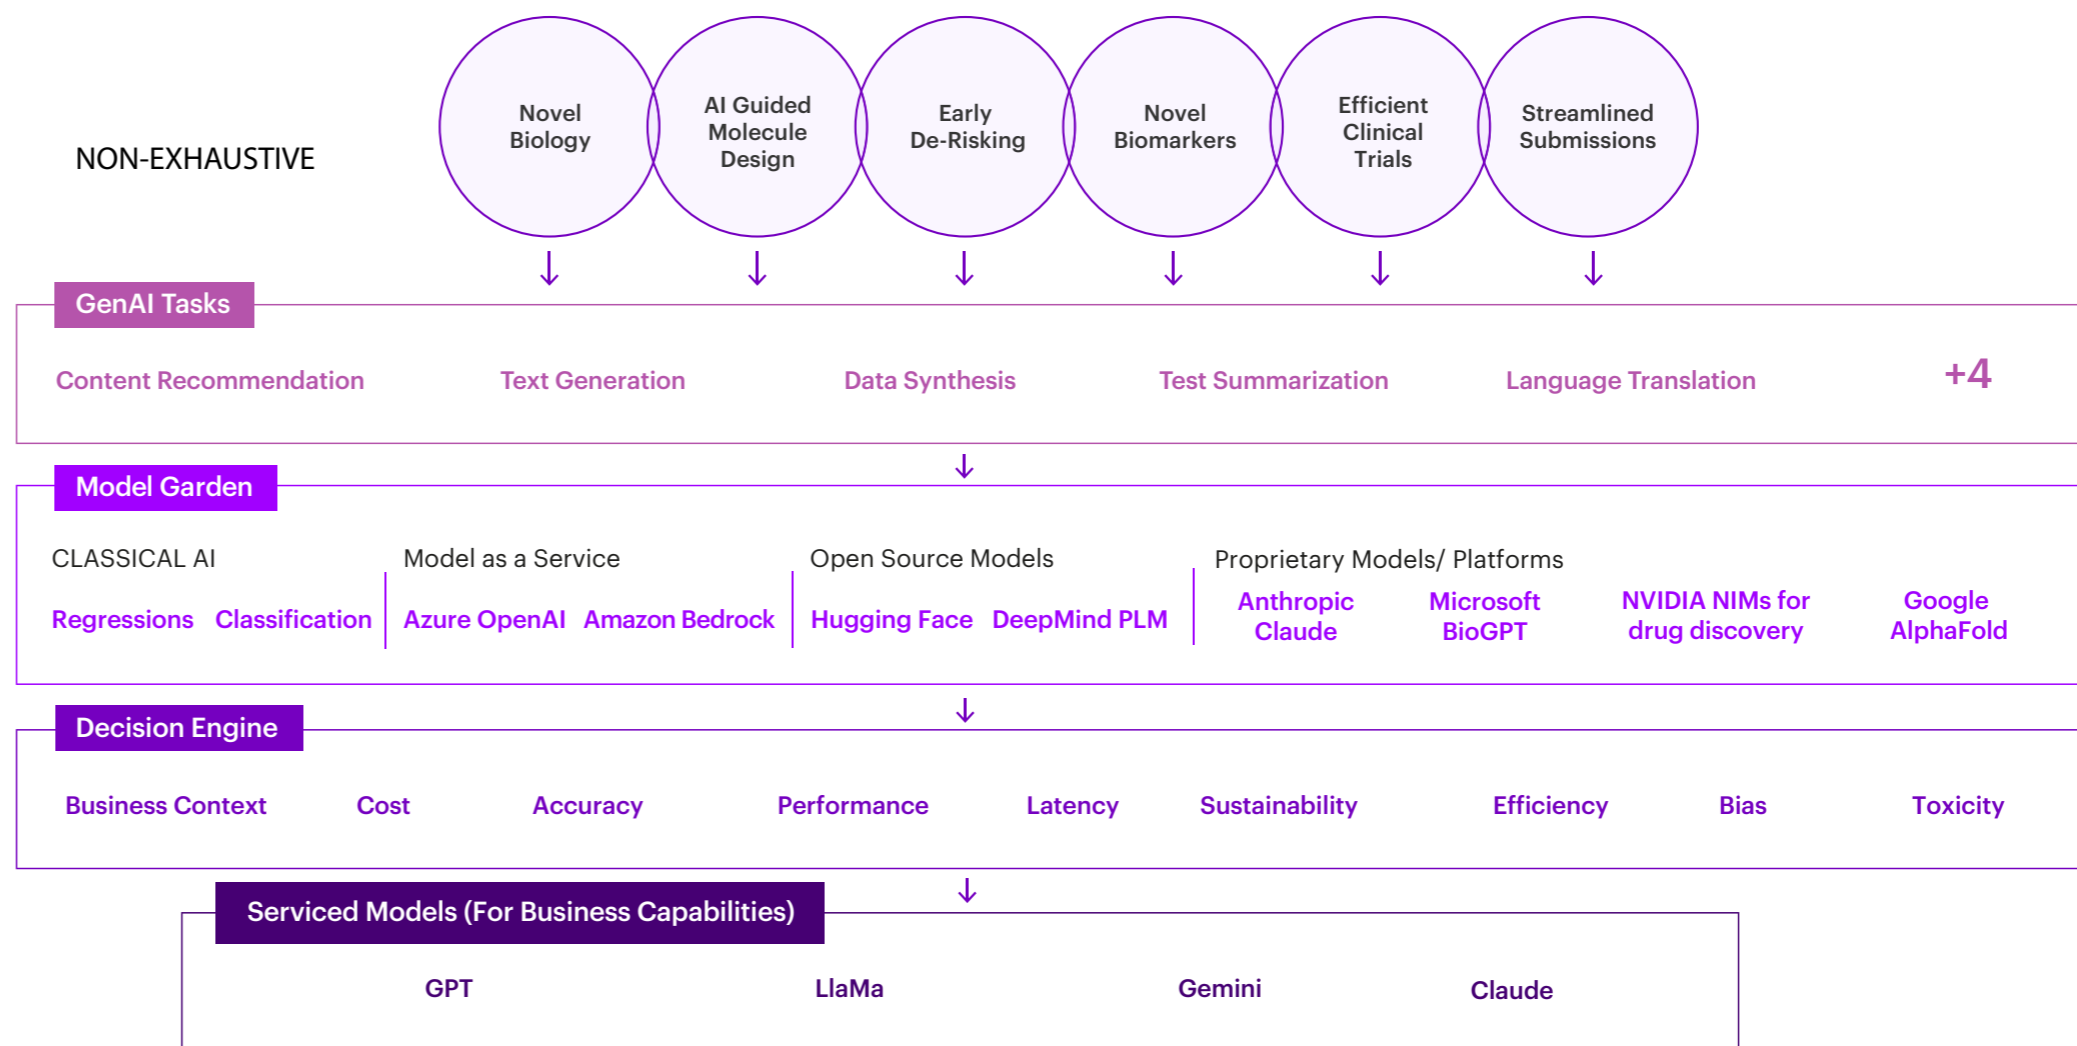 NON-EXHAUSTIVE
Novel
Biology
AI Guided
Molecule
Design
Early
De-Risking
Novel
Biomarkers
Efficient
Clinical
Trials
Streamlined
Submissions
GenAI Tasks
Content Recommendation
Text Generation
Data Synthesis
Test Summarization
Language Translation
+4
Model Garden
CLASSICAL AI
Regressions Classification
Model as a Service
Azure OpenAI Amazon Bedrock
Open Source Models
Hugging Face DeepMind PLM
Proprietary Models/ Platforms
Anthropic
Claude
Microsoft
BioGPT
NVIDIA NIMs for
drug discovery
Google
AlphaFold
Decision Engine
Business Context
Cost
Accuracy
Performance
Latency
Sustainability
Efficiency
Bias
Toxicity
Serviced Models (For Business Capabilities)
GPT
LlaMa
Gemini
Claude